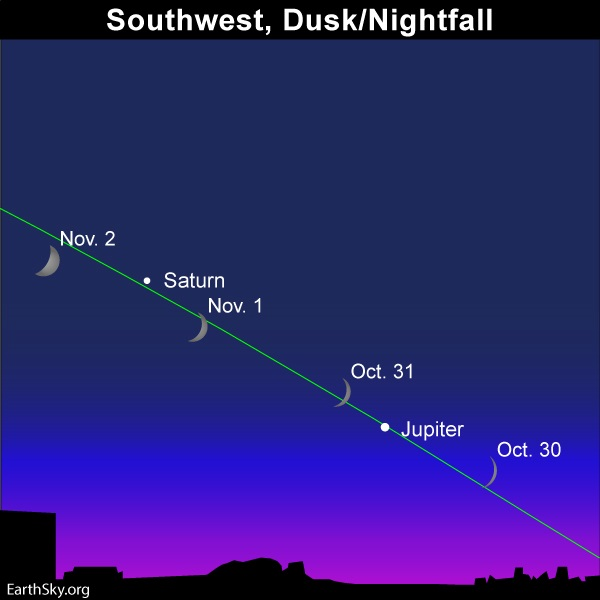 Southwest, Dusk/Nightfall
Nov. 2
Saturn
Nov. 1
Oct. 31
Jupiter
Oct. 30
EarthSky.org